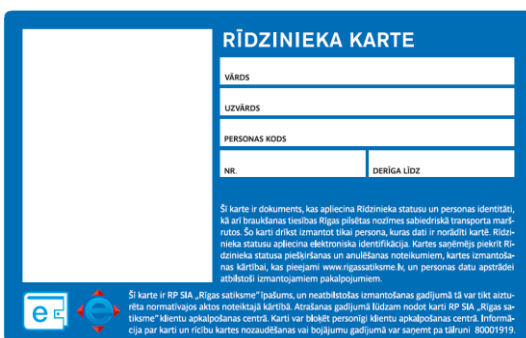 RĪDZINIEKA KARTE
VĀRDS
UZVĀRDS
PERSONAS KODS
NR. DERĪGA LĪDZ
Šī karte ir dokuments, kas apliecina Rīdzinieka statusu un personas identitāti,
kā arī braukšanas tiesības Rīgas pilsētas nozīmes sabiedriskā transporta marš-
rutos. Šo karti drīkst izmantot tikai persona, kuras dati ir norādīti kartē. Rīdzi-
nieka statusu apliecina elektroniska identifikācija. Kartes saņēmējs piekrīt Rī-
dzinieka statusa piešķiršanas un anulēšanas noteikumiem, kartes izmantoša-
nas kārtībai, kas pieejami www.rigassatiksme.lv, un personas datu apstrādei
atbilstoši izmantojamiem pakalpojumiem.
Šī karte ir RP SIA „Rīgas satiksme" īpašums, un neatbilstošas izmantošanas gadījumā tā var tikt aiztu-
rēta normatīvajos aktos noteiktajā kārtībā. Atrašanas gadījumā lūdzam nodot karti RP SIA „Rīgas sa-
tiksme" klientu apkalpošanas centrā. Karti var bloķēt personīgi klientu apkalpošanas centrā. Informā-
cija par karti un rīcību kartes nozaudēšanas vai bojājumu gadījumā var saņemt pa tālruni 80001919.
e
e